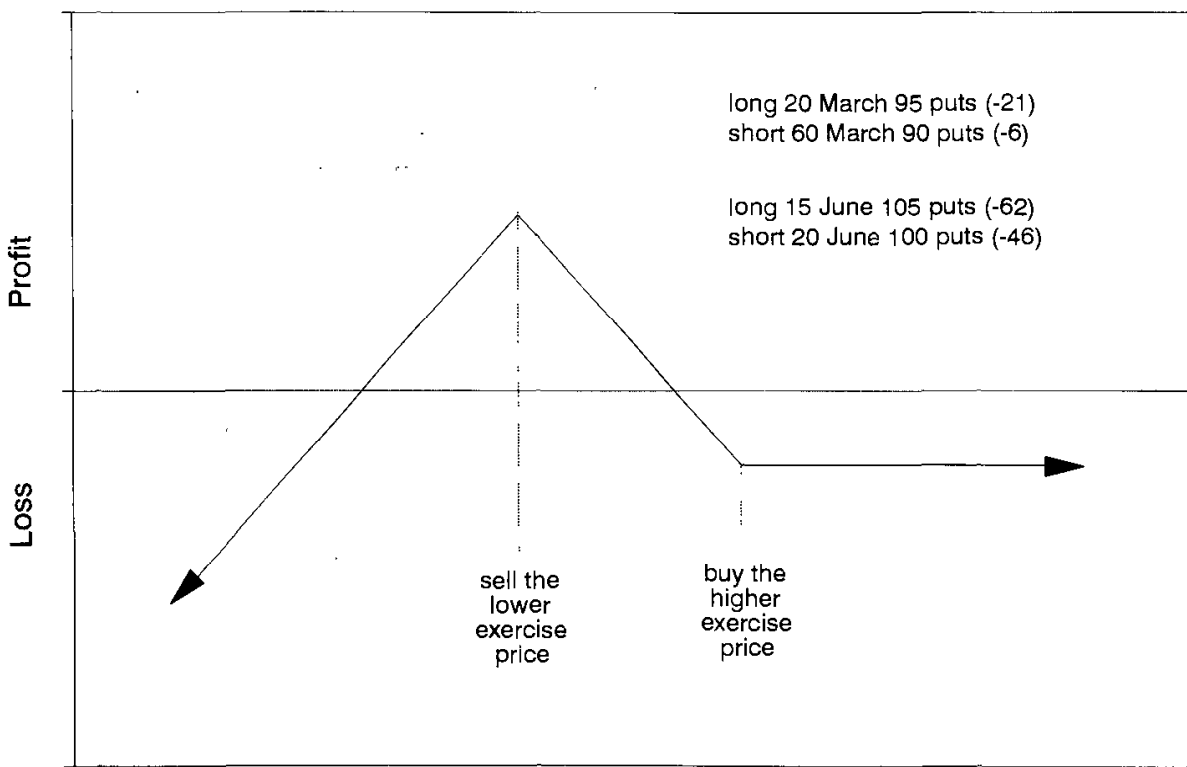 long 20 March 95 puts (-21)
short 60 March 90 puts (-6)
long 15 June 105 puts (-62)
short 20 June 100 puts (-46)
Profit
Loss
sell the
lower
exercise
price
buy the
higher
exercise
price